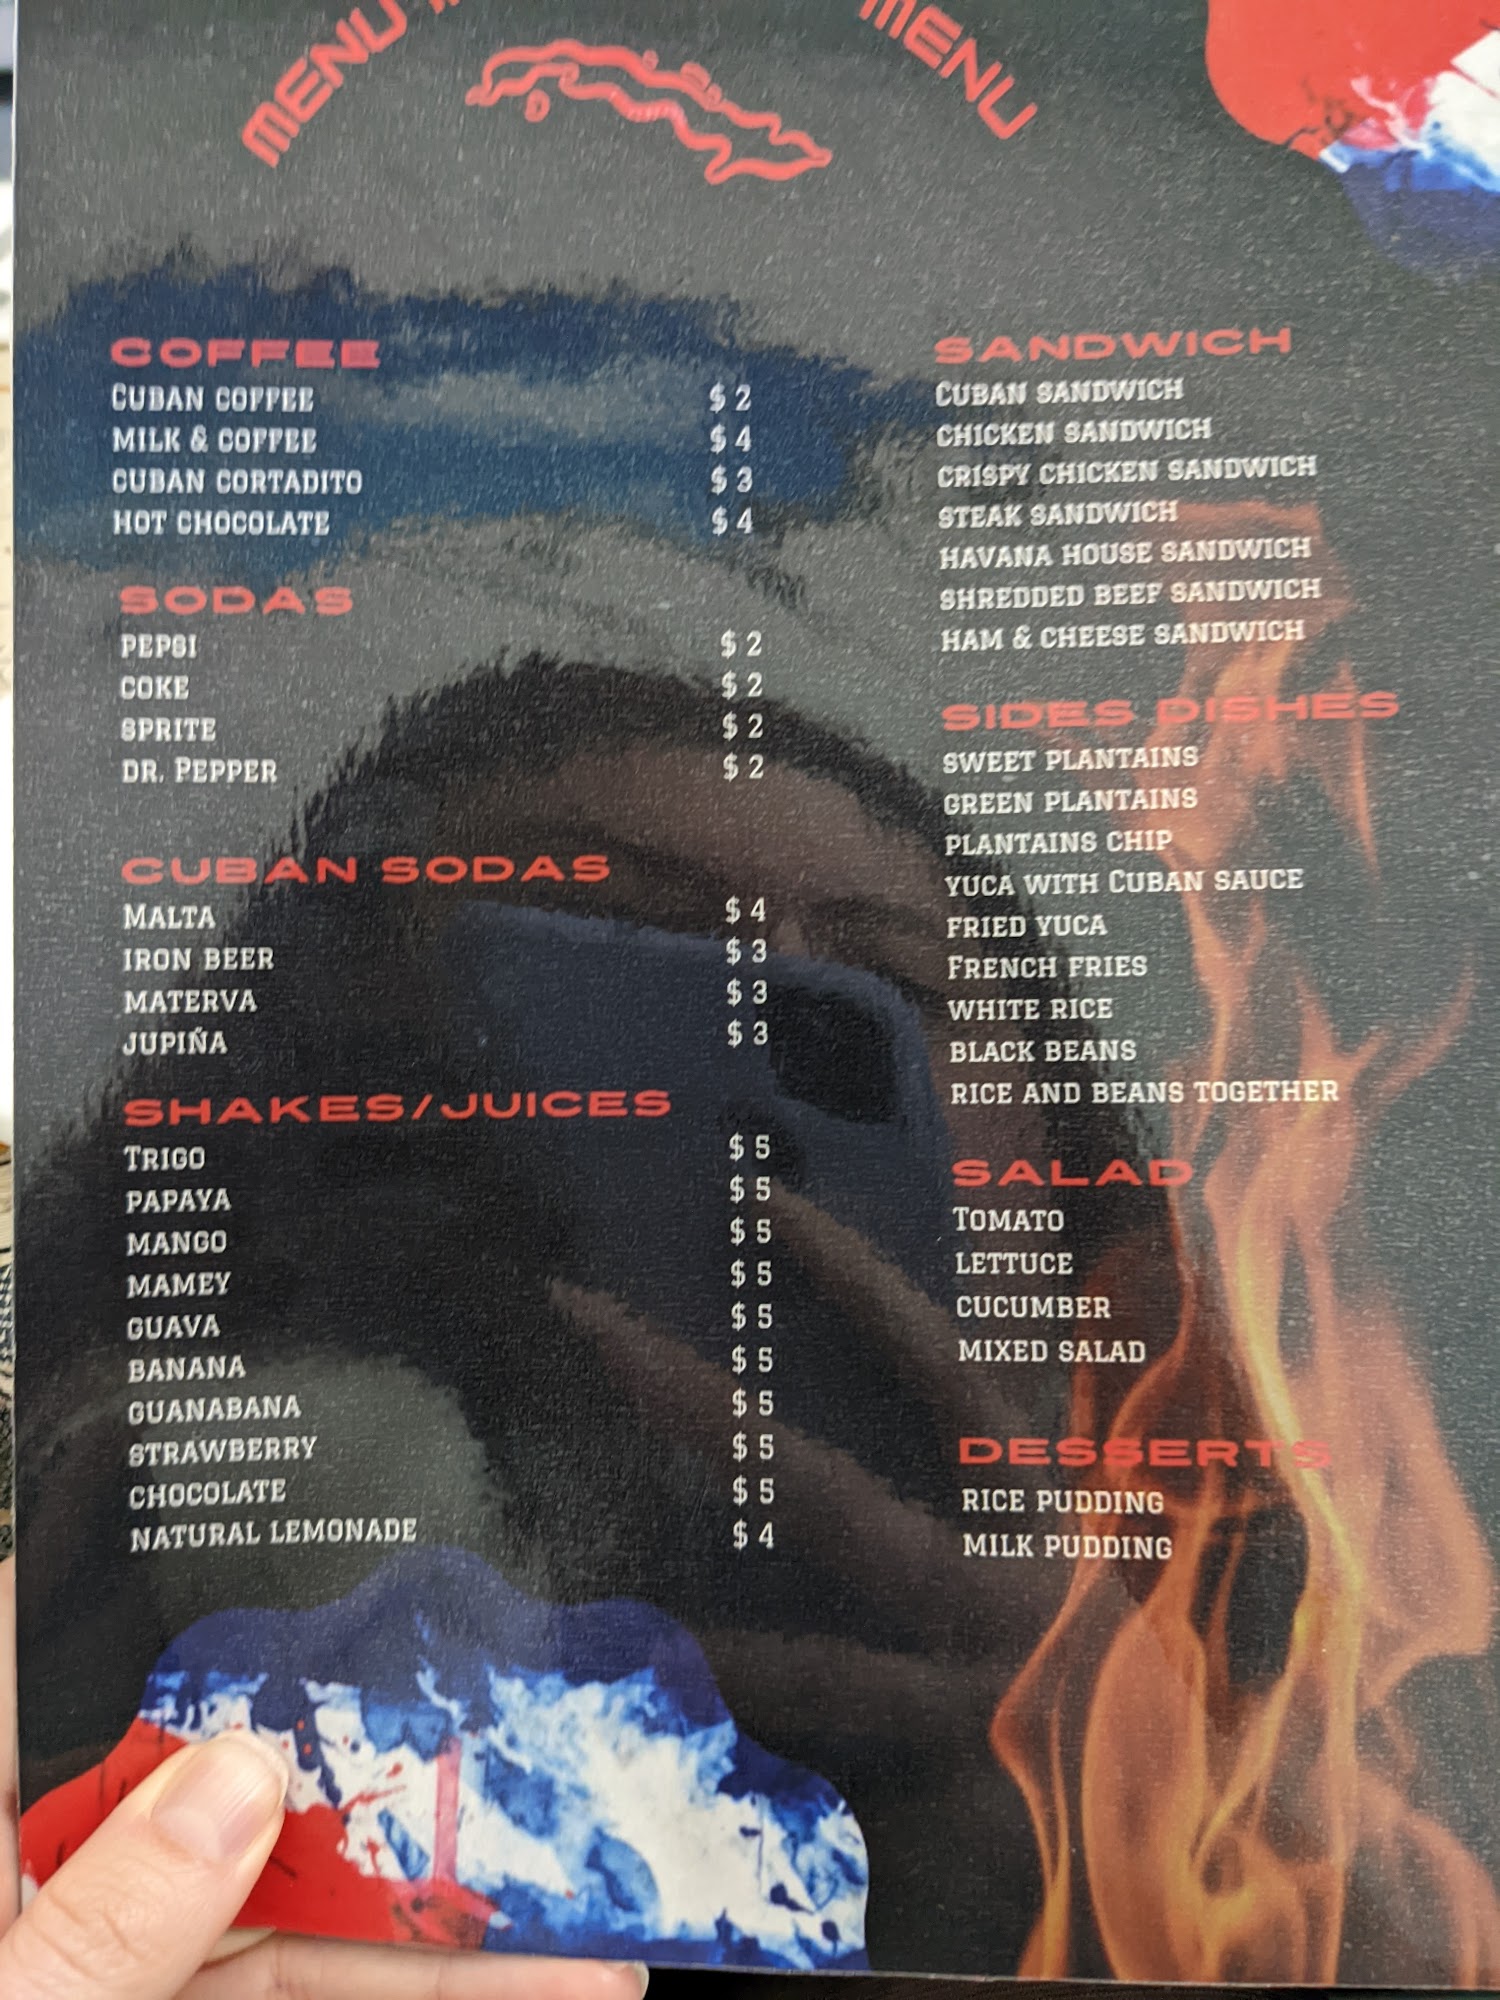 MENU
MENU
COFFEE
CUBAN COFFEE $ 2
MILK & COFFEE $ 4
CUBAN CORTADITO $ 3
HOT CHOCOLATE $ 4
SODAS
PEPSI $ 2
COKE $ 2
SPRITE $ 2
DR. PEPPER $ 2
CUBAN SODAS
MALTA $ 4
IRON BEER $ 3
MATERVA $ 3
JUPIÑA $ 3
SHAKES/JUICES
TRIGO $ 5
PAPAYA $ 5
MANGO $ 5
MAMEY $ 5
GUAVA $ 5
BANANA $ 5
GUANABANA $ 5
STRAWBERRY $ 5
CHOCOLATE $ 5
NATURAL LEMONADE $ 4
SANDWICH
CUBAN SANDWICH
CHICKEN SANDWICH
CRISPY CHICKEN SANDWICH
STEAK SANDWICH
HAVANA HOUSE SANDWICH
SHREDDED BEEF SANDWICH
HAM & CHEESE SANDWICH
SIDES DISHES
SWEET PLANTAINS
GREEN PLANTAINS
PLANTAINS CHIP
YUCA WITH CUBAN SAUCE
FRIED YUCA
FRENCH FRIES
WHITE RICE
BLACK BEANS
RICE AND BEANS TOGETHER
SALAD
TOMATO
LETTUCE
CUCUMBER
MIXED SALAD
DESSERTS
RICE PUDDING
MILK PUDDING